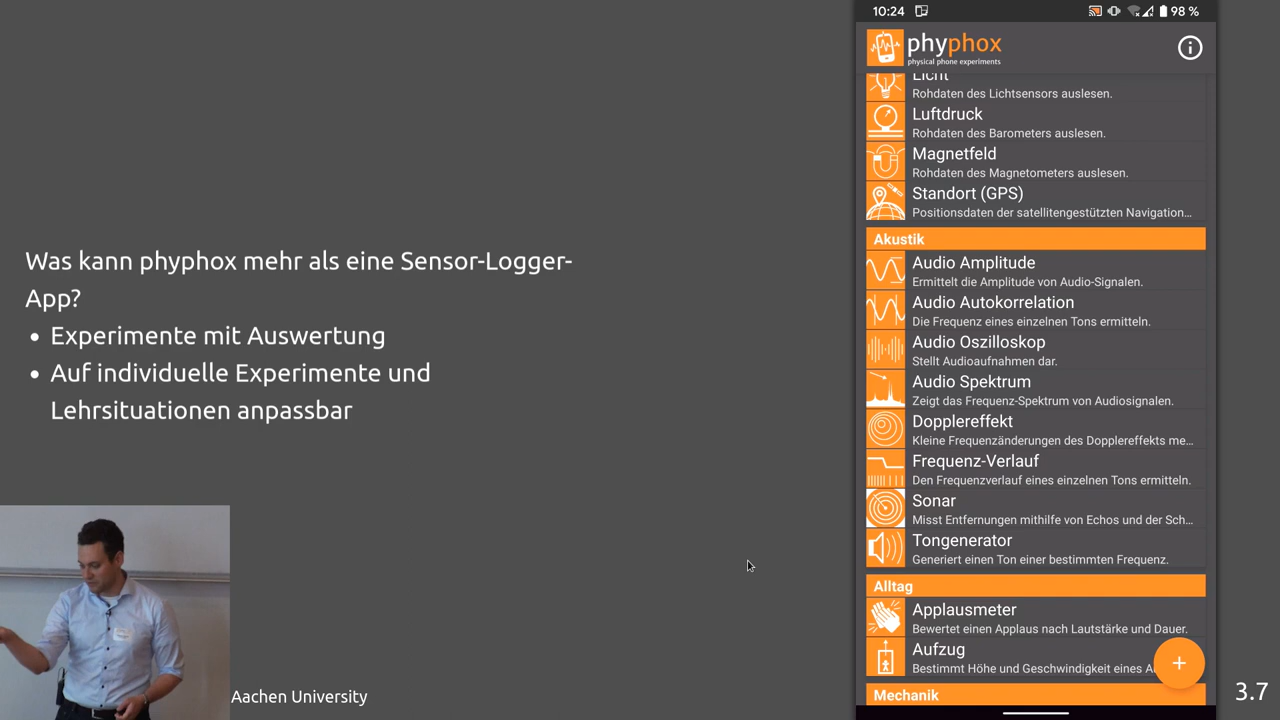 Was kann phyphox mehr als eine Sensor-Logger-
App?
• Experimente mit Auswertung
• Auf individuelle Experimente und
Lehrsituationen anpassbar
Aachen University
10:24
98 %
phyphox
physical phone experiments
Licht
Rohdaten des Lichtsensors auslesen.
Luftdruck
Rohdaten des Barometers auslesen.
Magnetfeld
Rohdaten des Magnetometers auslesen.
Standort (GPS)
Positionsdaten der satellitengestützten Navigation...
Akustik
Audio Amplitude
Ermittelt die Amplitude von Audio-Signalen.
Audio Autokorrelation
Die Frequenz eines einzelnen Tons ermitteln.
Audio Oszilloskop
Stellt Audioaufnahmen dar.
Audio Spektrum
Zeigt das Frequenz-Spektrum von Audiosignalen.
Dopplereffekt
Kleine Frequenzänderungen des Dopplereffekts me...
Frequenz-Verlauf
Den Frequenzverlauf eines einzelnen Tons ermitteln.
Sonar
Misst Entfernungen mithilfe von Echos und der Sch...
Tongenerator
Generiert einen Ton einer bestimmten Frequenz.
Alltag
Applausmeter
Bewertet einen Applaus nach Lautstärke und Dauer.
Aufzug
Bestimmt Höhe und Geschwindigkeit eines A
+
Mechanik
3.7